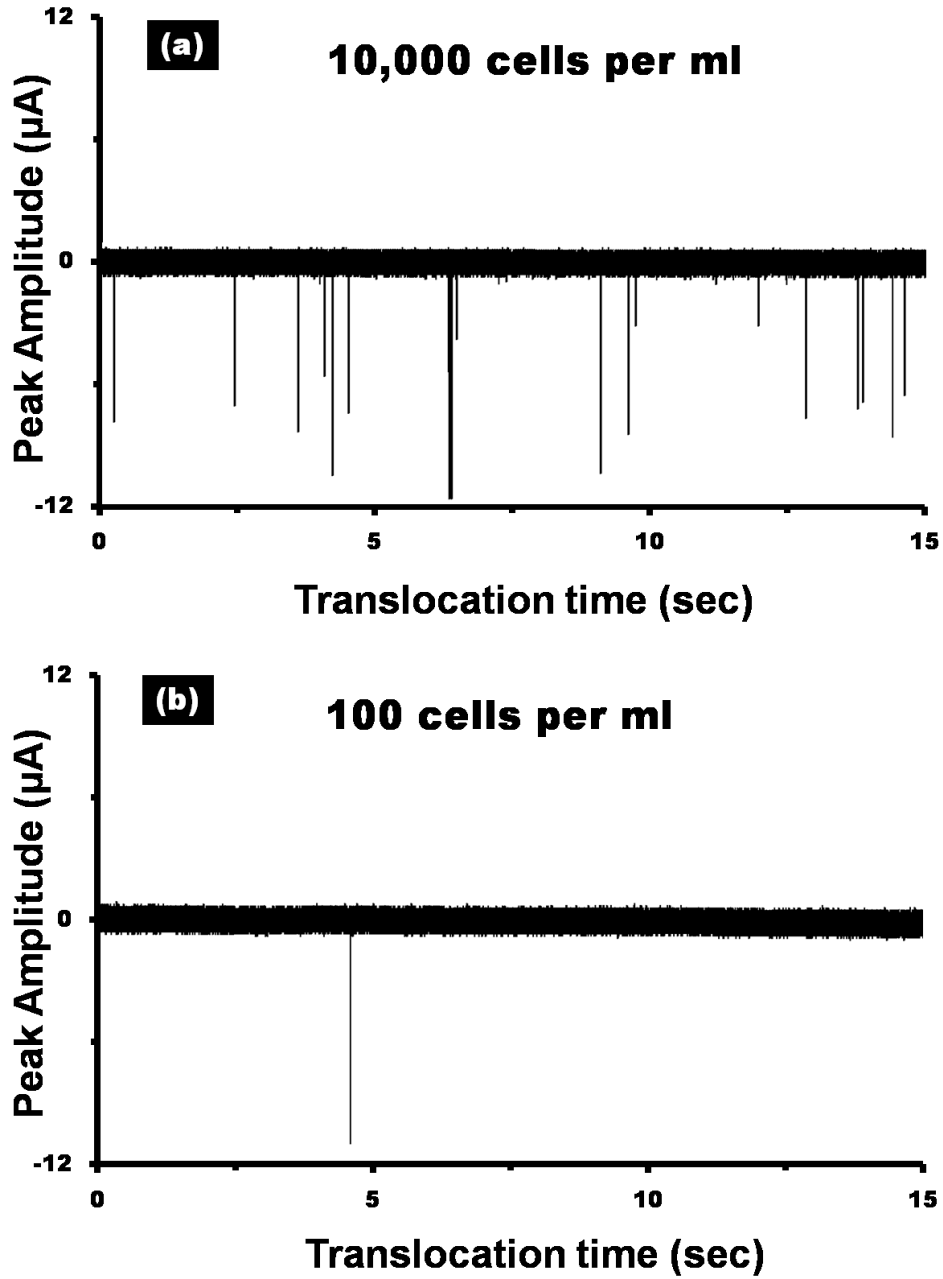 12
(a)
10,000 cells per ml
Peak Amplitude (µA)
0
-12
0 5 10 15
Translocation time (sec)
12
(b)
100 cells per ml
Peak Amplitude (µA)
0
-12
0 5 10 15
Translocation time (sec)